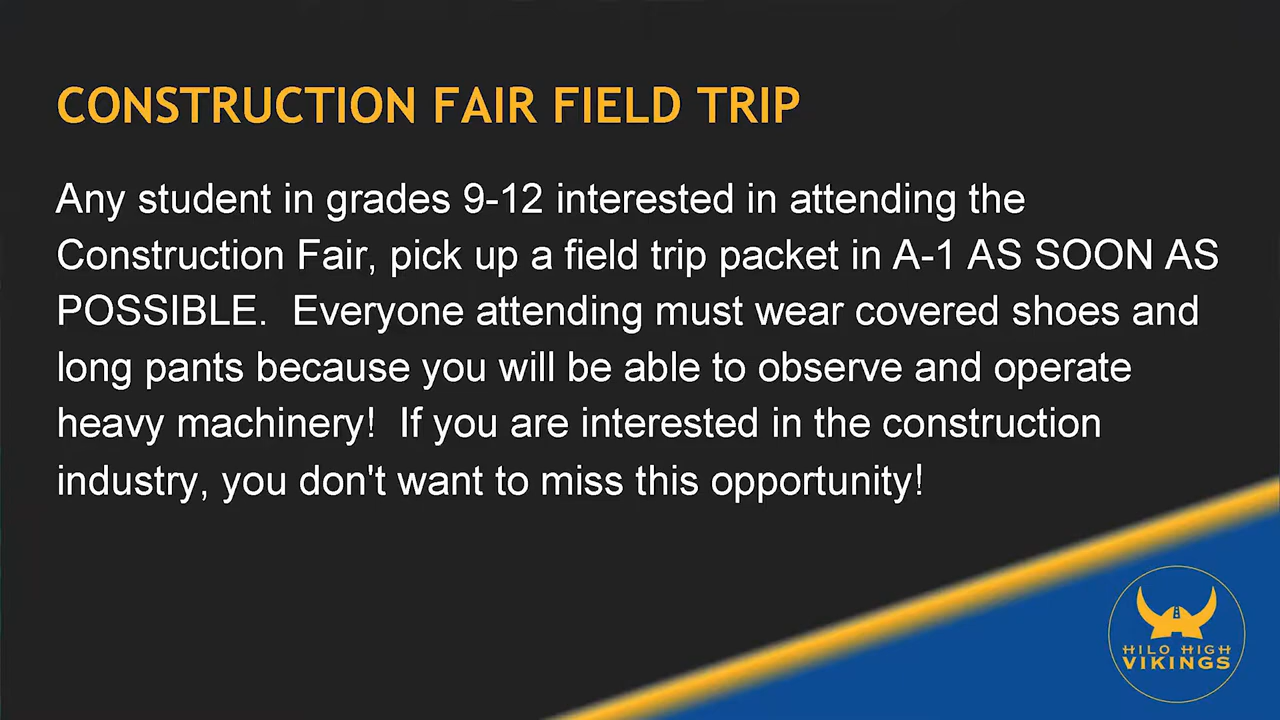 CONSTRUCTION FAIR FIELD TRIP
Any student in grades 9-12 interested in attending the
Construction Fair, pick up a field trip packet in A-1 AS SOON AS
POSSIBLE.  Everyone attending must wear covered shoes and
long pants because you will be able to observe and operate
heavy machinery!  If you are interested in the construction
industry, you don't want to miss this opportunity!
HILO HIGH
VIKINGS